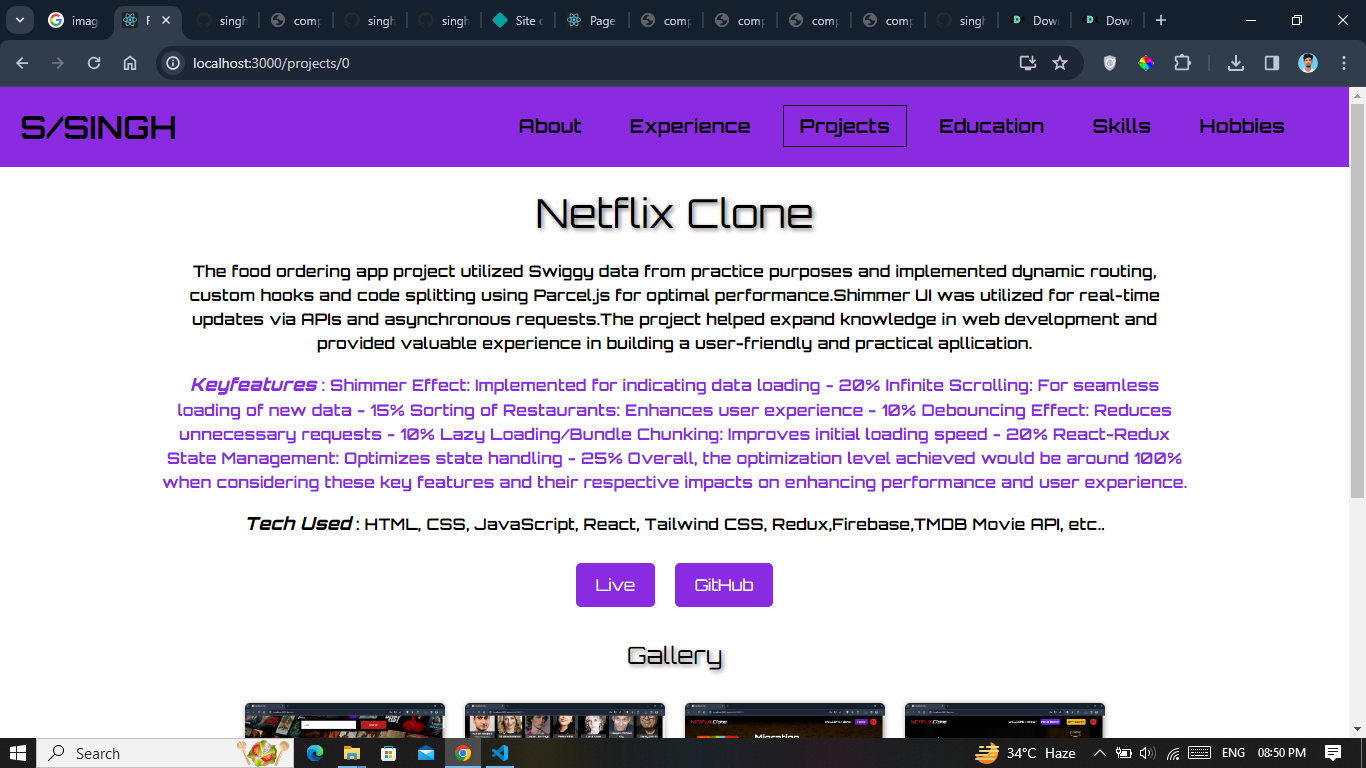 imag
F
singh
comp
singh
singh
Site c
Page
comp
comp
comp
comp
singh
Dow
Dow
localhost:3000/projects/0
S/SINGH
About Experience Projects Education Skills Hobbies
Netflix Clone
The food ordering app project utilized Swiggy data from practice purposes and implemented dynamic routing,
custom hooks and code splitting using Parcel.js for optimal performance.Shimmer UI was utilized for real-time
updates via APIs and asynchronous requests.The project helped expand knowledge in web development and
provided valuable experience in building a user-friendly and practical apllication.
Keyfeatures : Shimmer Effect: Implemented for indicating data loading - 20% Infinite Scrolling: For seamless
loading of new data - 15% Sorting of Restaurants: Enhances user experience - 10% Debouncing Effect: Reduces
unnecessary requests - 10% Lazy Loading/Bundle Chunking: Improves initial loading speed - 20% React-Redux
State Management: Optimizes state handling - 25% Overall, the optimization level achieved would be around 100%
when considering these key features and their respective impacts on enhancing performance and user experience.
Tech Used : HTML, CSS, JavaScript, React, Tailwind CSS, Redux,Firebase,TMDB Movie API, etc..
Live GitHub
Gallery
NETFLIXClone
NETFLIXClone
Search
34°C Haze
ENG
08:50 PM